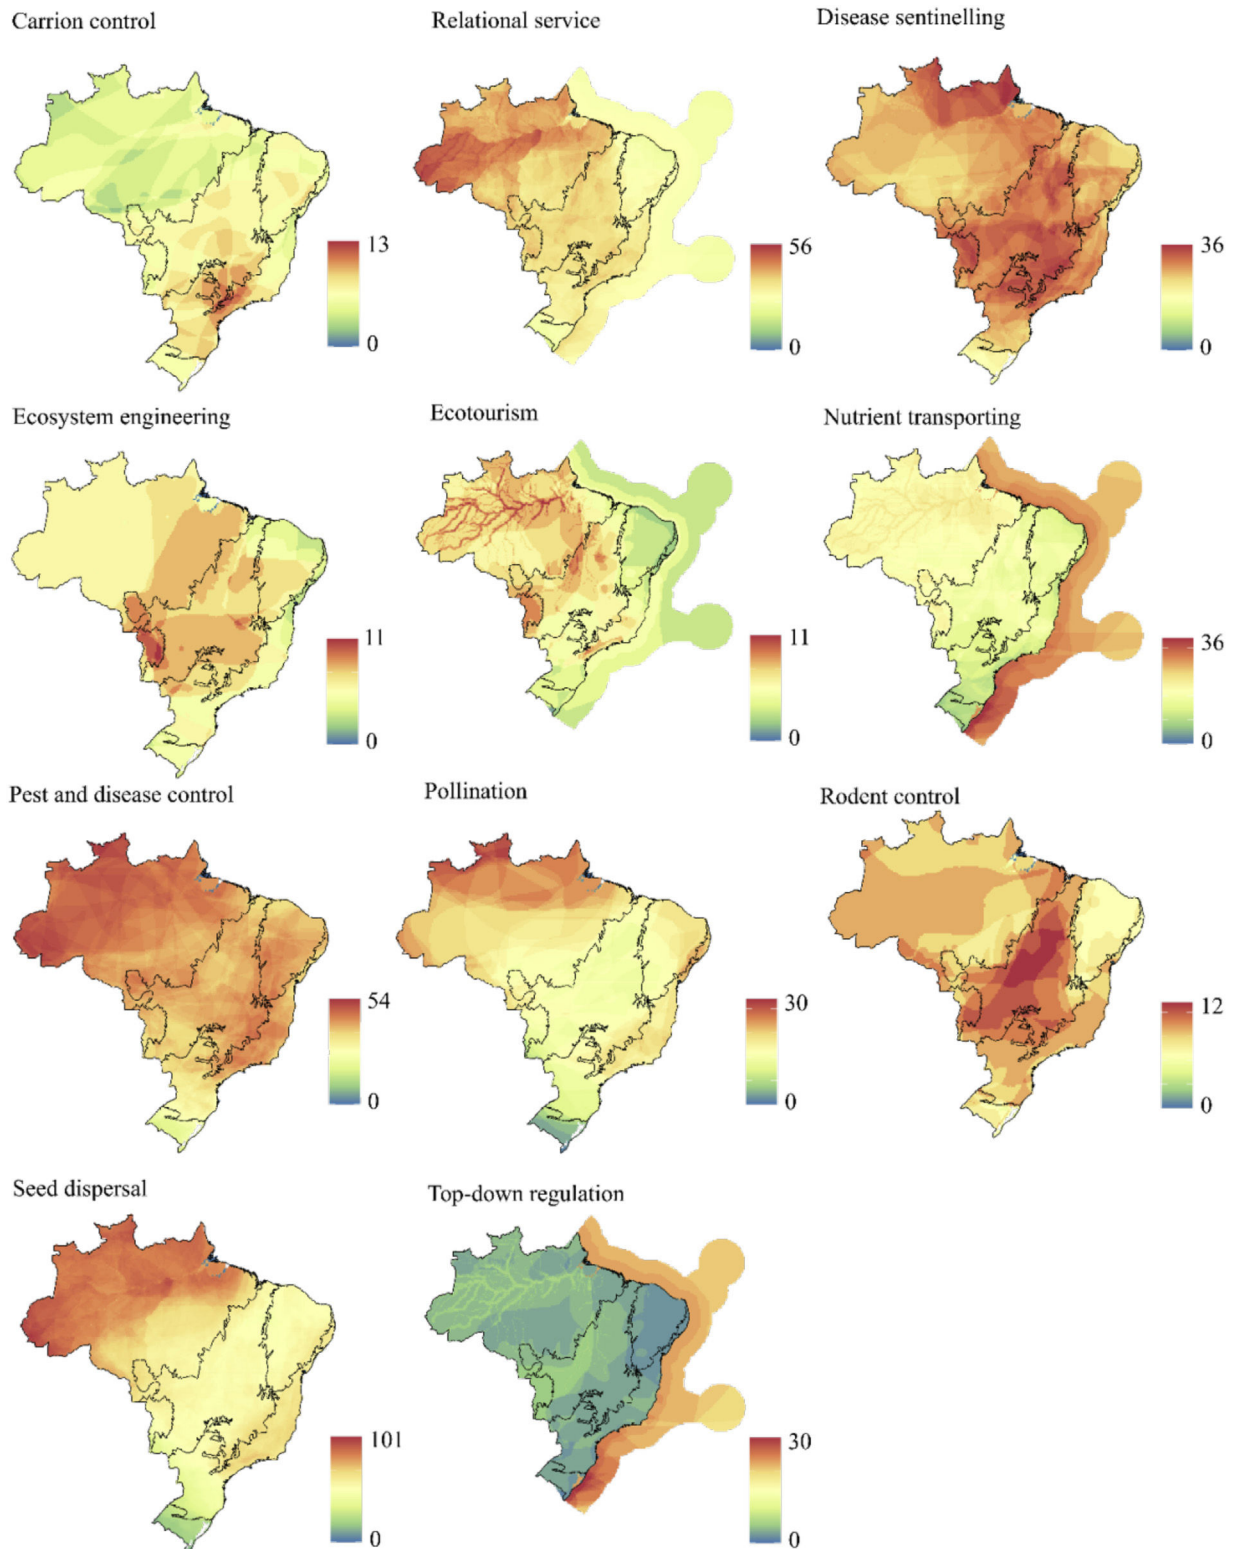 Carrion control
Relational service
Disease sentinelling
13
0
56
0
36
0
Ecosystem engineering
Ecotourism
Nutrient transporting
11
0
11
0
36
0
Pest and disease control
Pollination
Rodent control
54
0
30
0
12
0
Seed dispersal
Top-down regulation
101
0
30
0